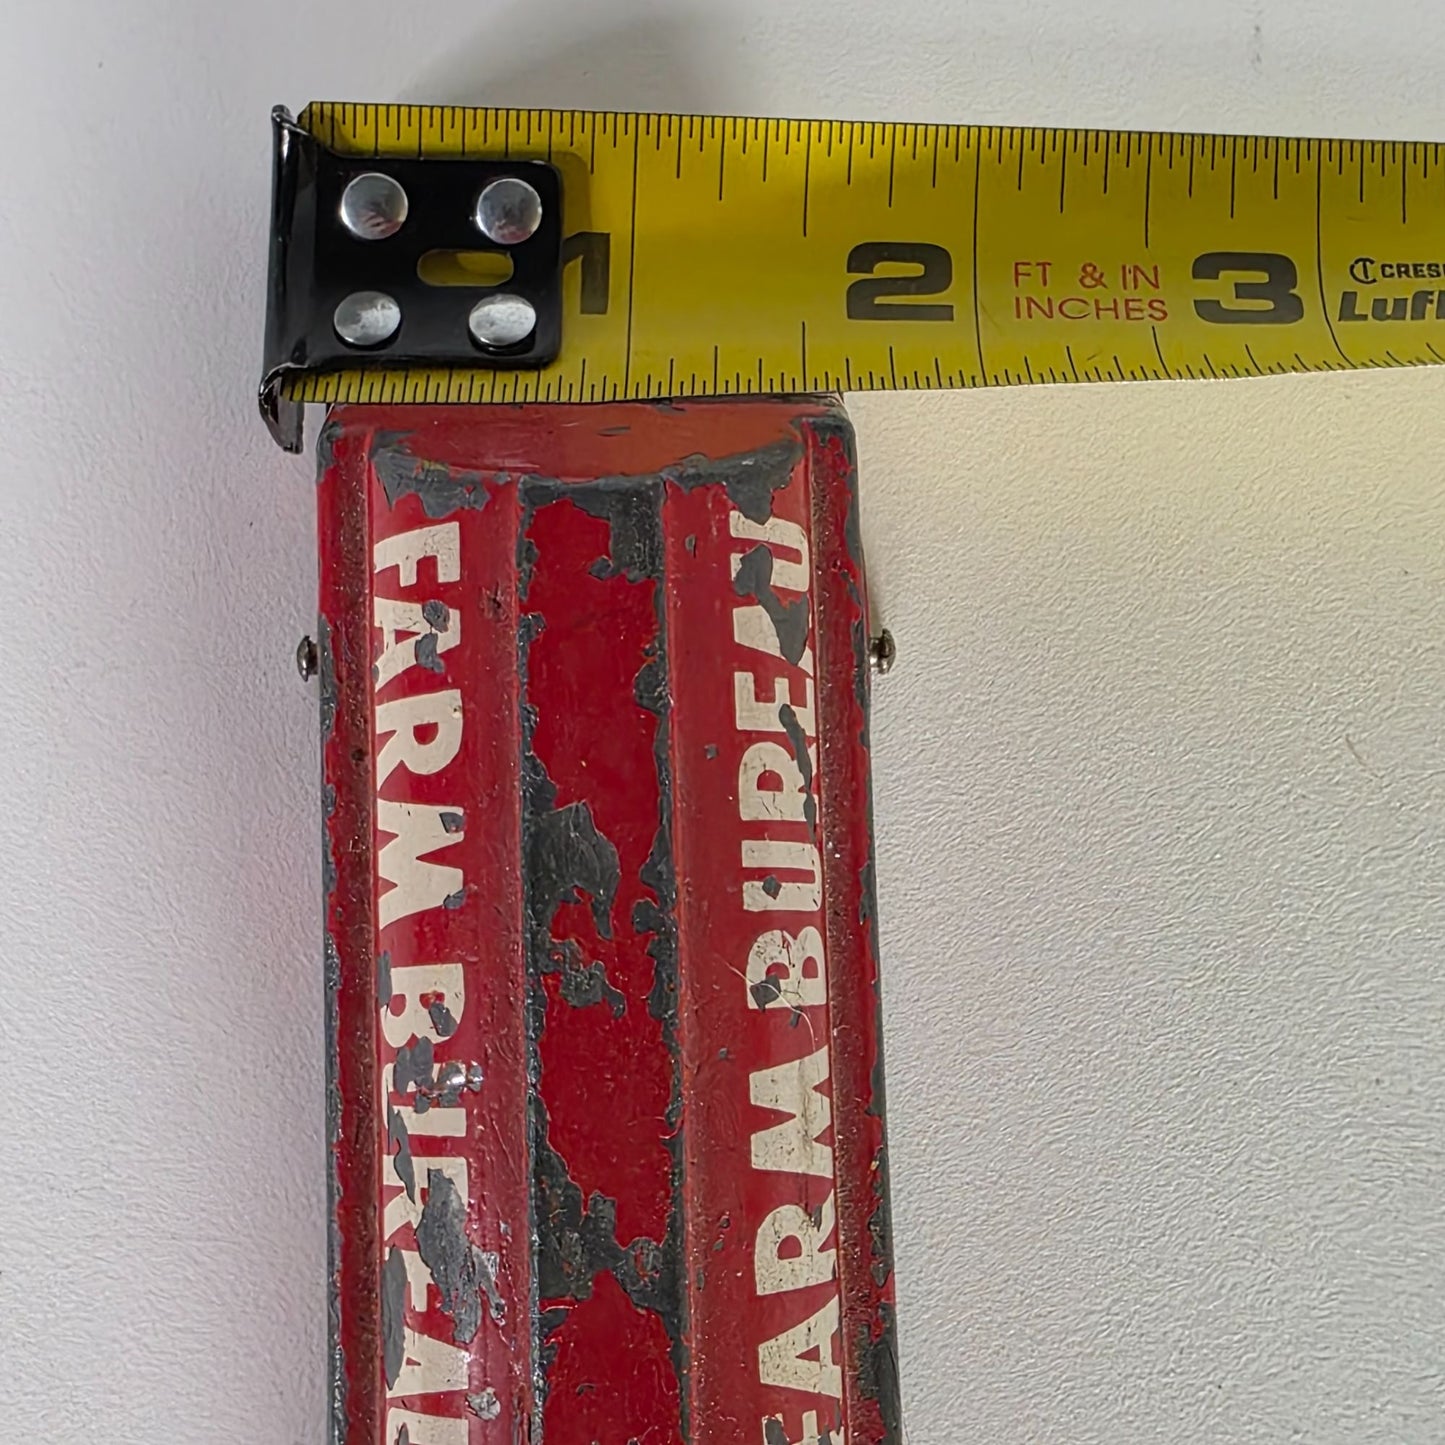 1 2 FT & IN INCHES 3 CRES Lufk
FARM BUREAU
FARM BUREAU